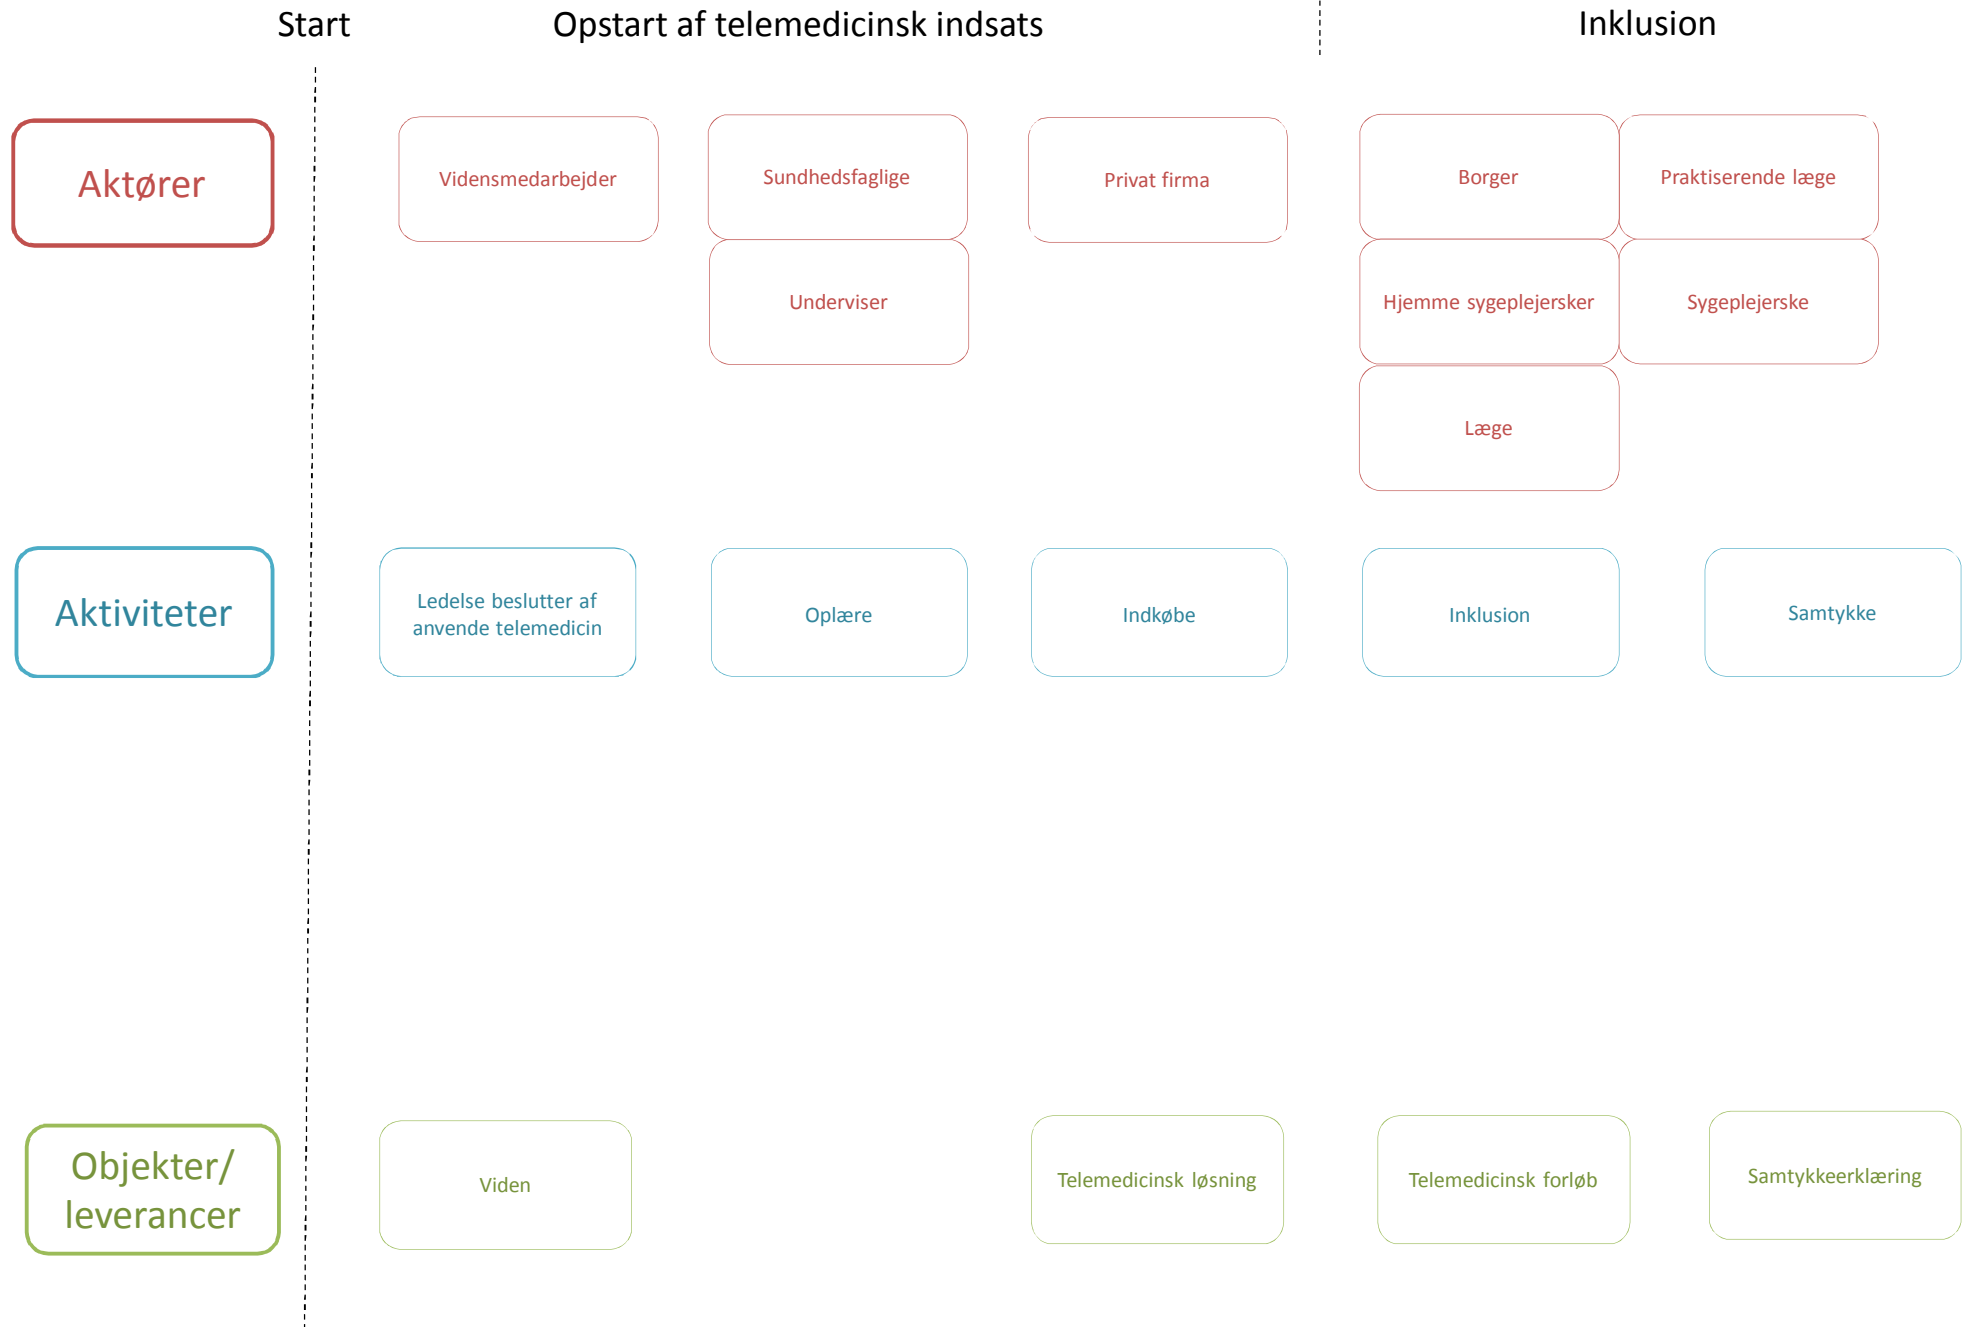 Start
Opstart af telemedicinsk indsats
Inklusion
Aktører
Vidensmedarbejder
Sundhedsfaglige
Privat firma
Borger
Praktiserende læge
Underviser
Hjemme sygeplejersker
Sygeplejerske
Læge
Aktiviteter
Ledelse beslutter af
anvende telemedicin
Oplære
Indkøbe
Inklusion
Samtykke
Objekter/
leverancer
Viden
Telemedicinsk løsning
Telemedicinsk forløb
Samtykkeerklæring